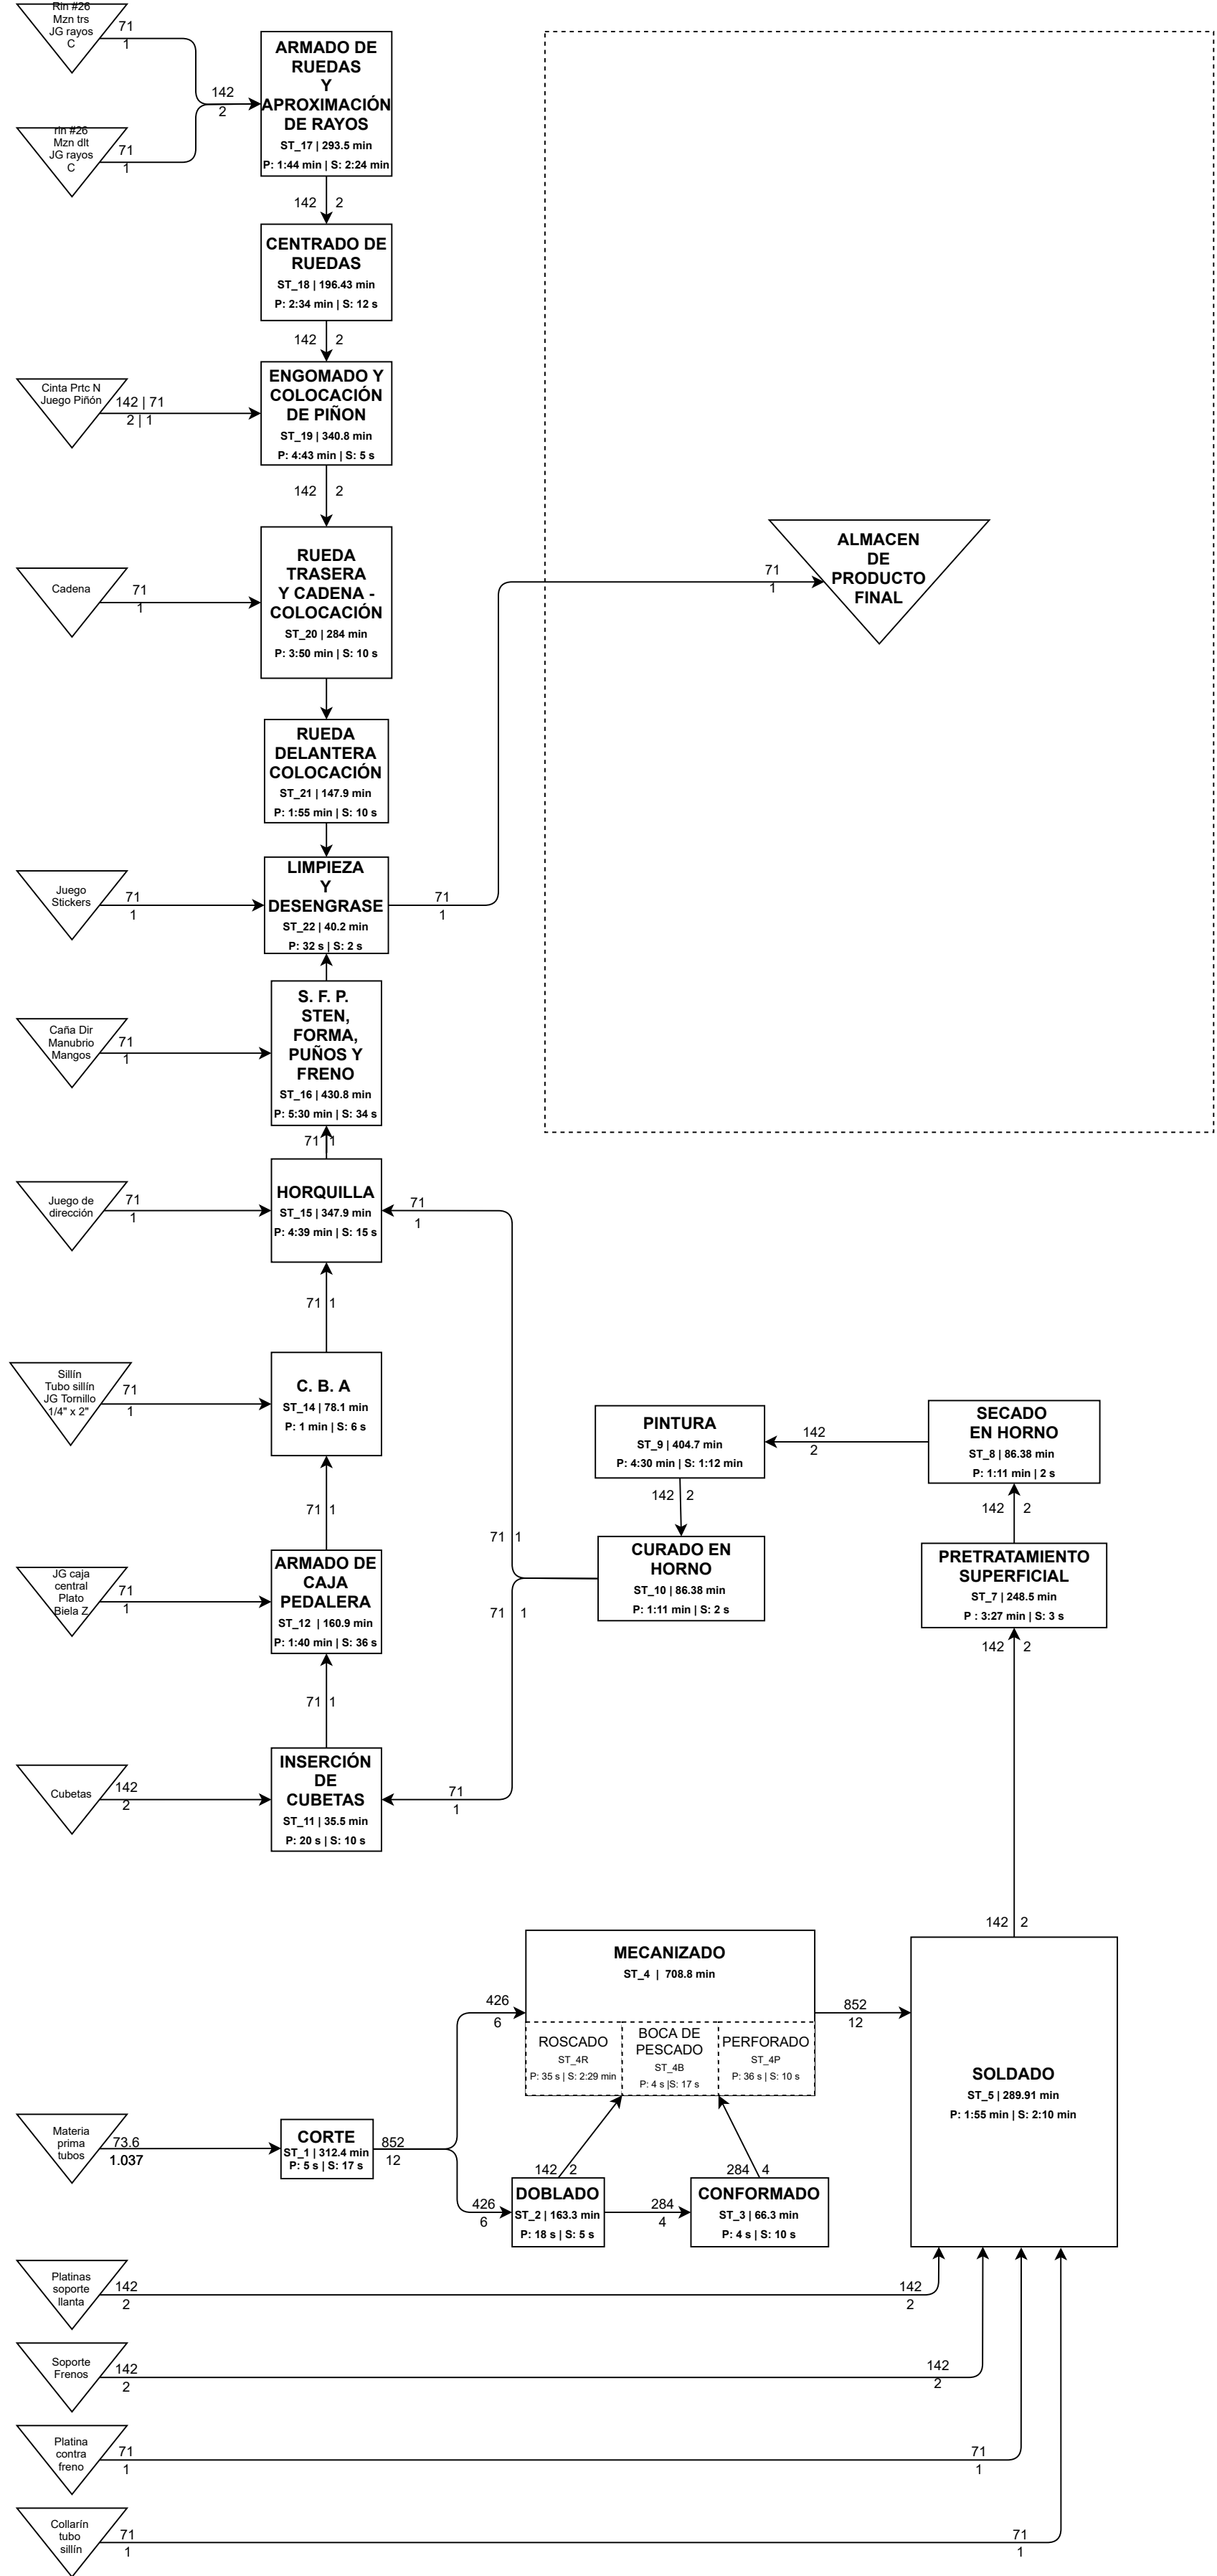 Rin #26
Mzn trs
JG rayos
C
71
1
rin #26
Mzn dlt
JG rayos
C
71
1
142
2
ARMADO DE
RUEDAS
Y
APROXIMACIÓN
DE RAYOS
ST_17 | 293.5 min
P: 1:44 min | S: 2:24 min
142 2
CENTRADO DE
RUEDAS
ST_18 | 196.43 min
P: 2:34 min | S: 12 s
142 2
Cinta Prtc N
Juego Piñón
142 | 71
2 | 1
ENGOMADO Y
COLOCACIÓN
DE PIÑON
ST_19 | 340.8 min
P: 4:43 min | S: 5 s
142 2
Cadena
71
1
RUEDA
TRASERA
Y CADENA -
COLOCACIÓN
ST_20 | 284 min
P: 3:50 min | S: 10 s
71
1
ALMACEN
DE
PRODUCTO
FINAL
RUEDA
DELANTERA
COLOCACIÓN
ST_21 | 147.9 min
P: 1:55 min | S: 10 s
Juego
Stickers
71
1
LIMPIEZA
Y
DESENGRASE
ST_22 | 40.2 min
P: 32 s | S: 2 s
71
1
Caña Dir
Manubrio
Mangos
71
1
S. F. P.
STEN,
FORMA,
PUÑOS Y
FRENO
ST_16 | 430.8 min
P: 5:30 min | S: 34 s
71 1
Juego de
dirección
71
1
HORQUILLA
ST_15 | 347.9 min
P: 4:39 min | S: 15 s
71
1
71 1
Sillín
Tubo sillín
JG Tornillo
1/4" x 2"
71
1
C. B. A
ST_14 | 78.1 min
P: 1 min | S: 6 s
PINTURA
ST_9 | 404.7 min
P: 4:30 min | S: 1:12 min
142
2
SECADO
EN HORNO
ST_8 | 86.38 min
P: 1:11 min | 2 s
71 1
142 2
142 2
71 1
JG caja
central
Plato
Biela Z
71
1
ARMADO DE
CAJA
PEDALERA
ST_12 | 160.9 min
P: 1:40 min | S: 36 s
CURADO EN
HORNO
ST_10 | 86.38 min
P: 1:11 min | S: 2 s
PRETRATAMIENTO
SUPERFICIAL
ST_7 | 248.5 min
P : 3:27 min | S: 3 s
71 1
142 2
71 1
Cubetas
142
2
INSERCIÓN
DE
CUBETAS
ST_11 | 35.5 min
P: 20 s | S: 10 s
71
1
142 2
MECANIZADO
ST_4 | 708.8 min
426
6
ROSCADO
ST_4R
P: 35 s | S: 2:29 min
BOCA DE
PESCADO
ST_4B
P: 4 s |S: 17 s
PERFORADO
ST_4P
P: 36 s | S: 10 s
852
12
SOLDADO
ST_5 | 289.91 min
P: 1:55 min | S: 2:10 min
Materia
prima
tubos
73.6
1.037
CORTE
ST_1 | 312.4 min
P: 5 s | S: 17 s
852
12
142 2
284 4
426
6
DOBLADO
ST_2 | 163.3 min
P: 18 s | S: 5 s
284
4
CONFORMADO
ST_3 | 66.3 min
P: 4 s | S: 10 s
Platinas
soporte
llanta
142
2
142
2
Soporte
Frenos
142
2
142
2
Platina
contra
freno
71
1
71
1
Collarín
tubo
sillín
71
1
71
1